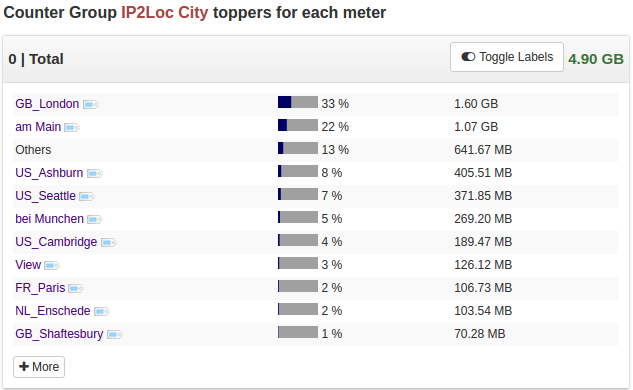 Counter Group IP2Loc City toppers for each meter
0 | Total Toggle Labels 4.90 GB
GB_London 33 % 1.60 GB
am Main 22 % 1.07 GB
Others 13 % 641.67 MB
US_Ashburn 8 % 405.51 MB
US_Seattle 7 % 371.85 MB
bei Munchen 5 % 269.20 MB
US_Cambridge 4 % 189.47 MB
View 3 % 126.12 MB
FR_Paris 2 % 106.73 MB
NL_Enschede 2 % 103.54 MB
GB_Shaftesbury 1 % 70.28 MB
+ More